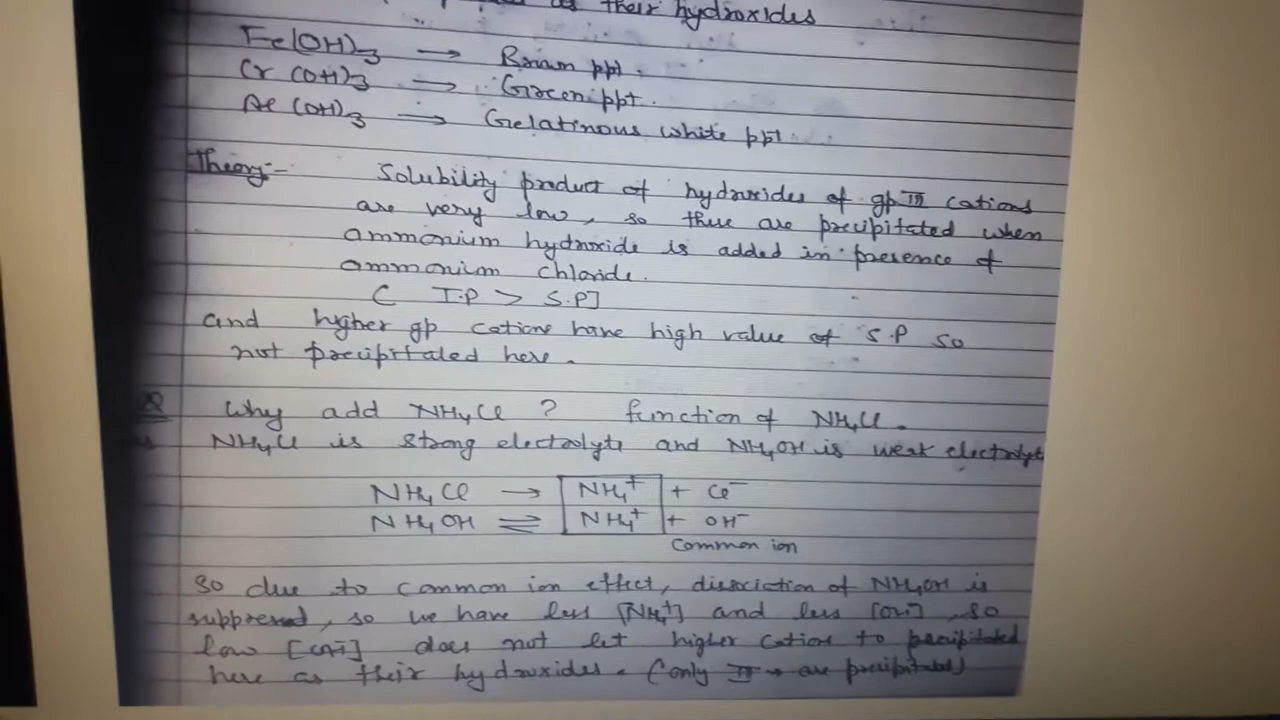 as their hydroxides
Fe(OH)3 → Brown ppt.
Cr(OH)3 → Green ppt.
Al(OH)3 → Gelatinous white ppt.
Theory:- Solubility product of hydroxides of gp III cations
are very low, so these are precipitated when
ammonium hydroxide is added in presence of
ammonium chloride.
( I.P > S.P]
and higher gp cations have high value of S.P so
not precipitated here.
Q Why add NH4Cl ? function of NH4Cl.
NH4Cl is strong electrolyte and NH4OH is weak electrolyte
NH4Cl → NH4+ + Cl-
NH4OH ⇌ NH4+ + OH-
Common ion
So due to common ion effect, dissociation of NH4OH is
suppressed, so we have less [NH4+] and less [OH-], so
low [OH-] does not let higher cations to precipitated
here as their hydroxides. (only III → are precipitated)